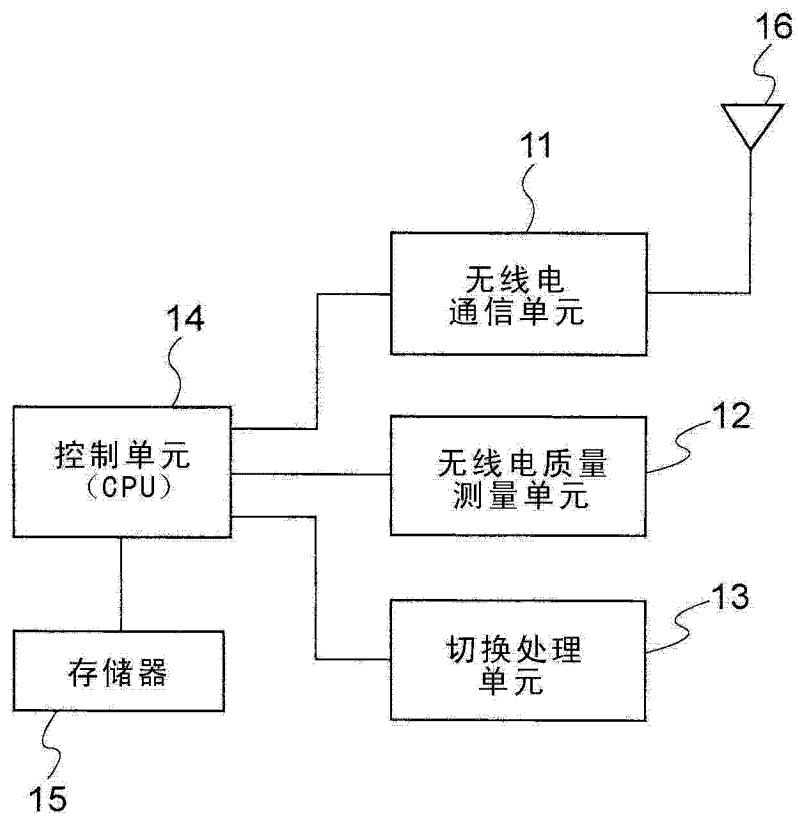 16
11
无线电
通信单元
14
控制单元
(CPU)
12
无线电质量
测量单元
13
切换处理
单元
存储器
15